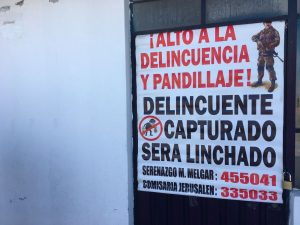 ¡ALTO A LA
DELINCUENCIA
Y PANDILLAJE!
DELINCUENTE
CAPTURADO
SERA LINCHADO
SERENAZGO M. MELGAR: 455041
COMISARIA JERUSALEN: 335033